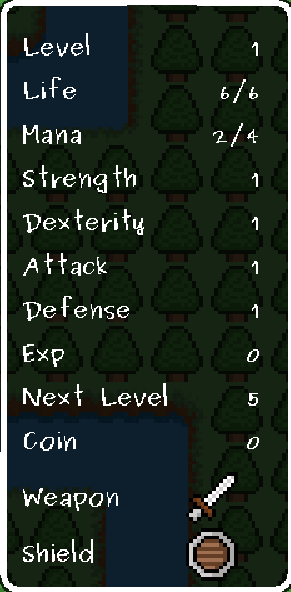 Level 1
Life 6/6
Mana 2/4
Strength 1
Dexterity 1
Attack 1
Defense 1
Exp 0
Next Level 5
Coin 0
Weapon
Shield